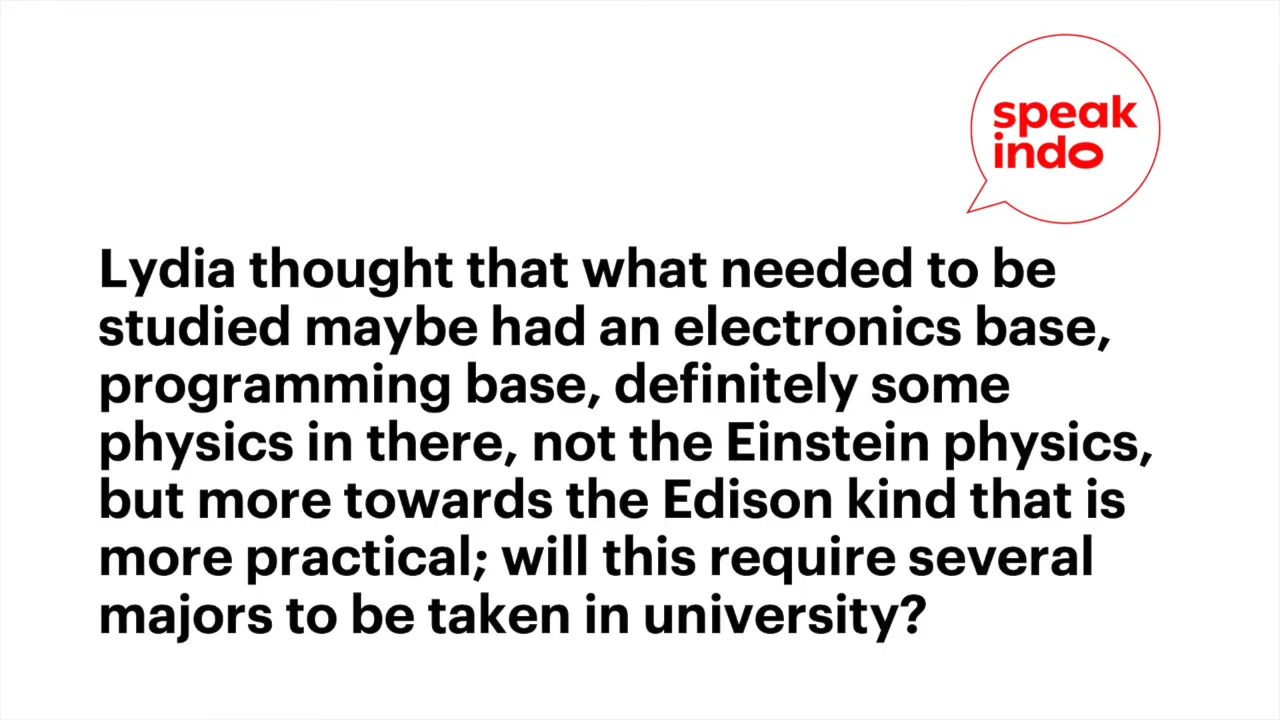 speak
indo
Lydia thought that what needed to be
studied maybe had an electronics base,
programming base, definitely some
physics in there, not the Einstein physics,
but more towards the Edison kind that is
more practical; will this require several
majors to be taken in university?